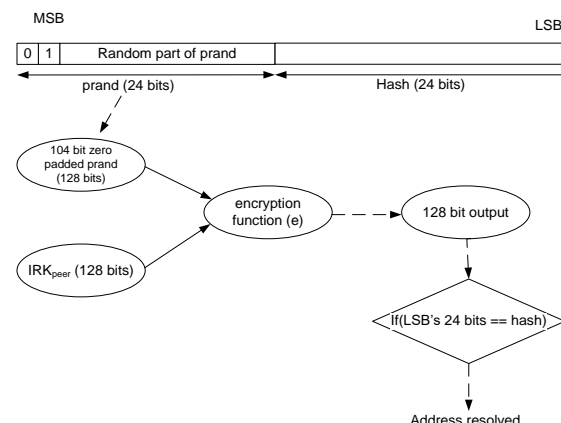 MSB
LSB
0 1 Random part of prand
prand (24 bits)
Hash (24 bits)
104 bit zero
padded prand
(128 bits)
encryption
function (e)
128 bit output
IRKpeer (128 bits)
If(LSB's 24 bits == hash)
Address resolved